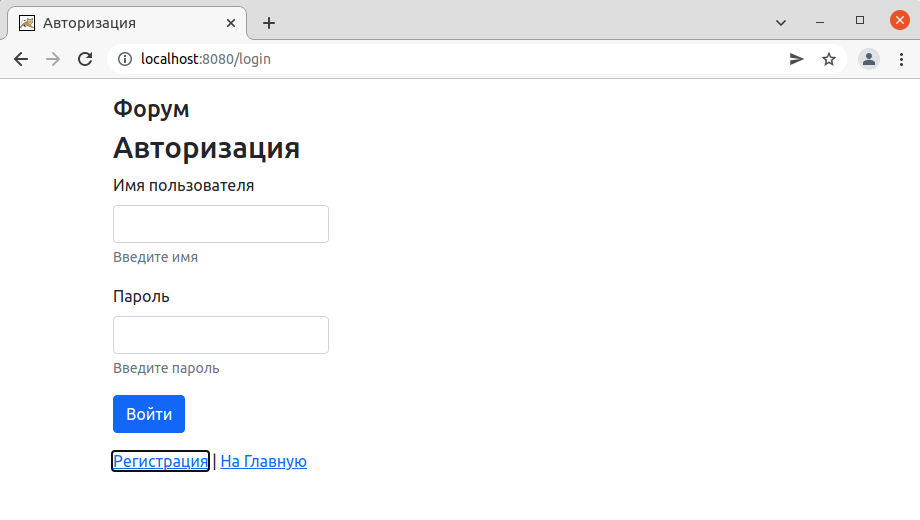 Авторизация
localhost:8080/login
Форум
Авторизация
Имя пользователя
Введите имя
Пароль
Введите пароль
Войти
Регистрация | На Главную